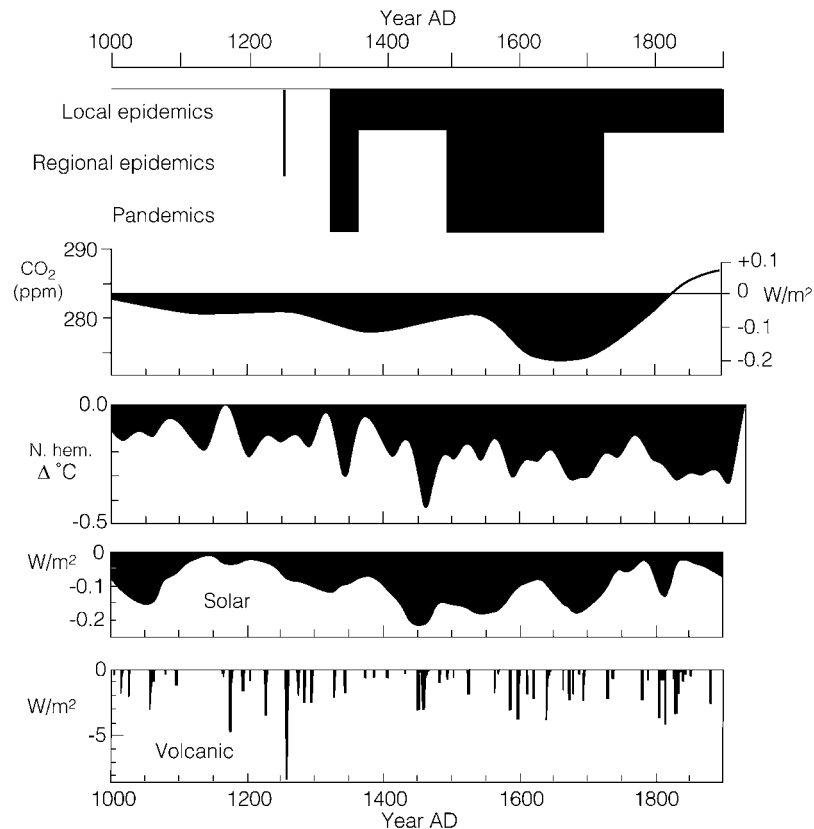 Year AD
1000 1200 1400 1600 1800
Local epidemics
Regional epidemics
Pandemics
290
CO₂
(ppm)
280
+0.1
0 W/m²
-0.1
-0.2
0.0
N. hem.
Δ °C
-0.5
W/m² 0
-0.1
-0.2
Solar
0
W/m²
-5
Volcanic
1000 1200 1400 1600 1800
Year AD